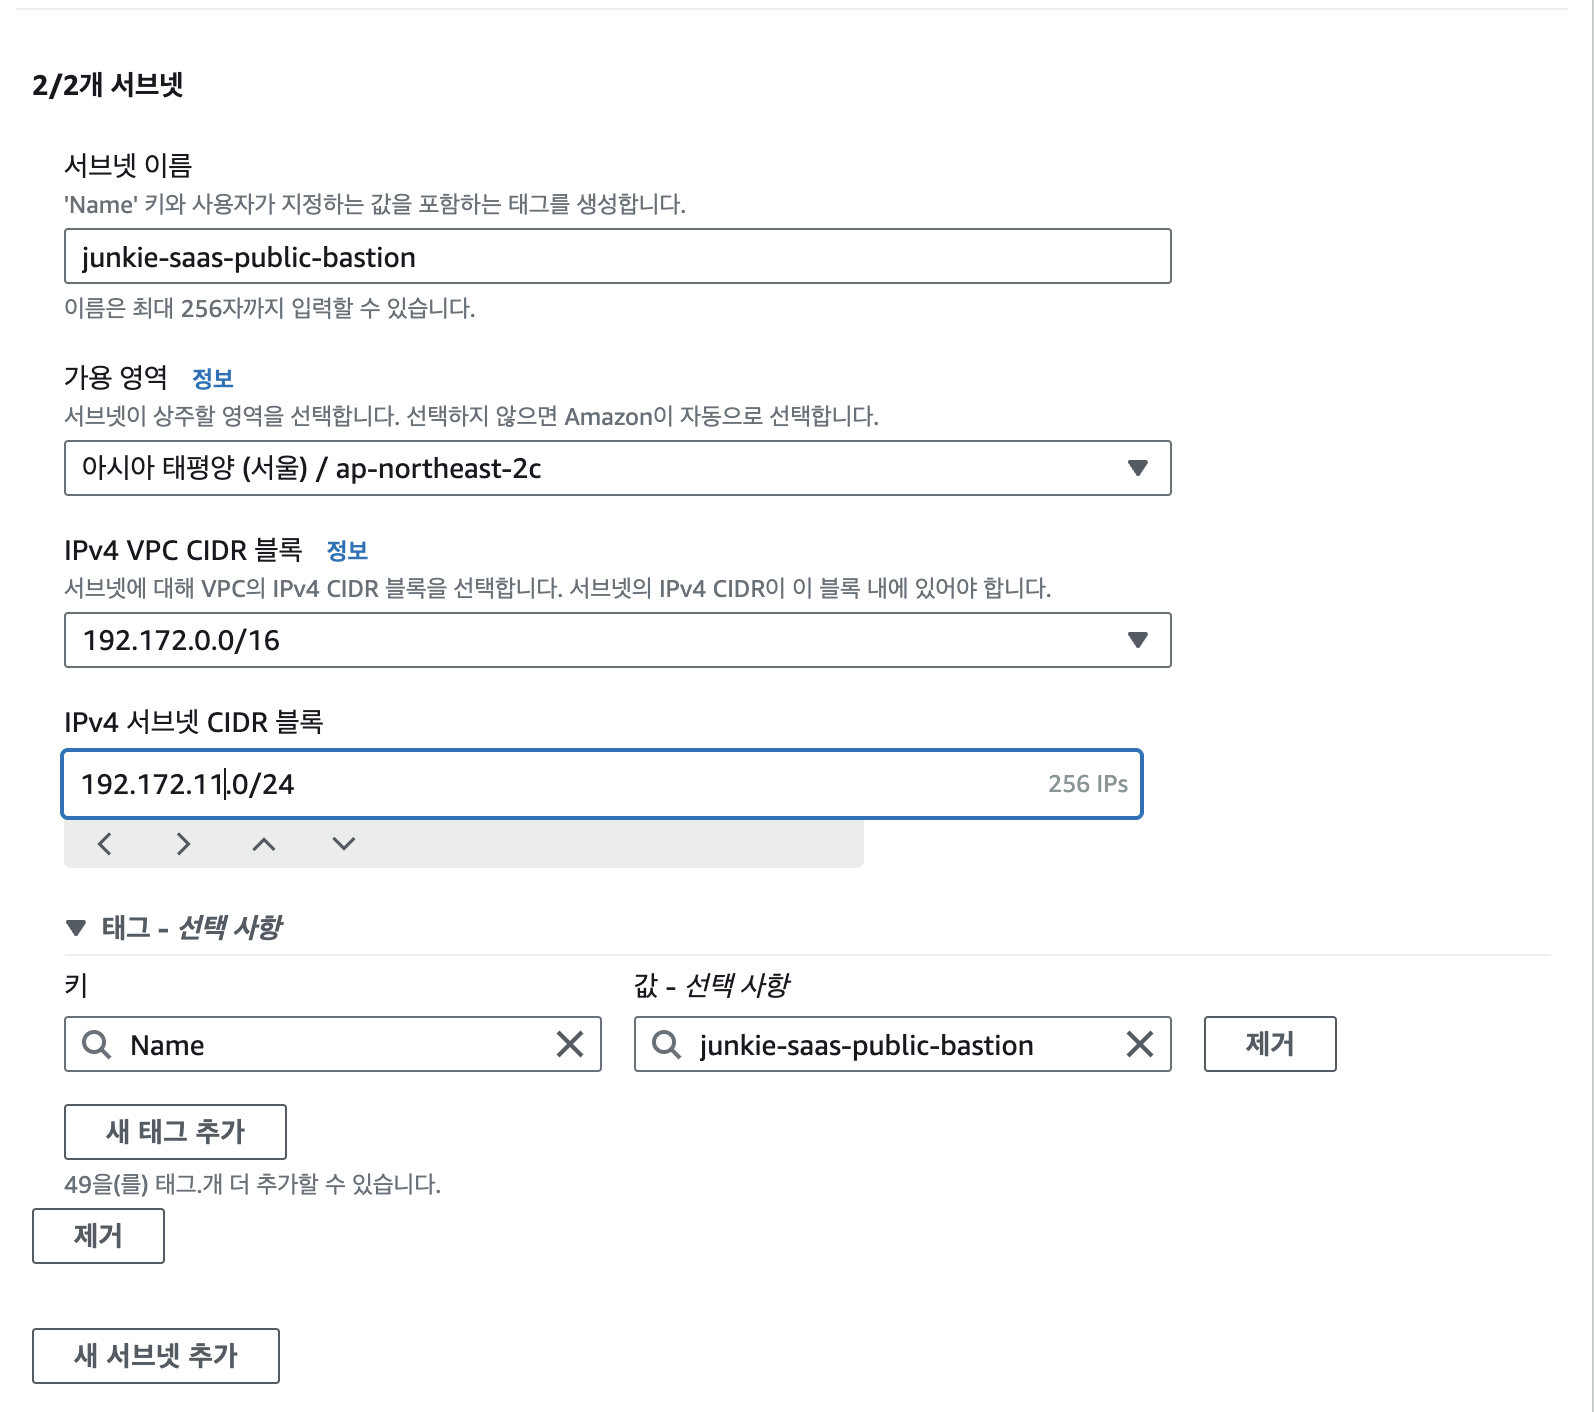 2/2개 서브넷
서브넷 이름
'Name' 키와 사용자가 지정하는 값을 포함하는 태그를 생성합니다.
junkie-saas-public-bastion
이름은 최대 256자까지 입력할 수 있습니다.
가용 영역 정보
서브넷이 상주할 영역을 선택합니다. 선택하지 않으면 Amazon이 자동으로 선택합니다.
아시아 태평양 (서울) / ap-northeast-2c
IPv4 VPC CIDR 블록 정보
서브넷에 대해 VPC의 IPv4 CIDR 블록을 선택합니다. 서브넷의 IPv4 CIDR이 이 블록 내에 있어야 합니다.
192.172.0.0/16
IPv4 서브넷 CIDR 블록
192.172.11.0/24 256 IPs
태그 - 선택 사항
키 값 - 선택 사항
Name junkie-saas-public-bastion 제거
새 태그 추가
49을(를) 태그.개 더 추가할 수 있습니다.
제거
새 서브넷 추가